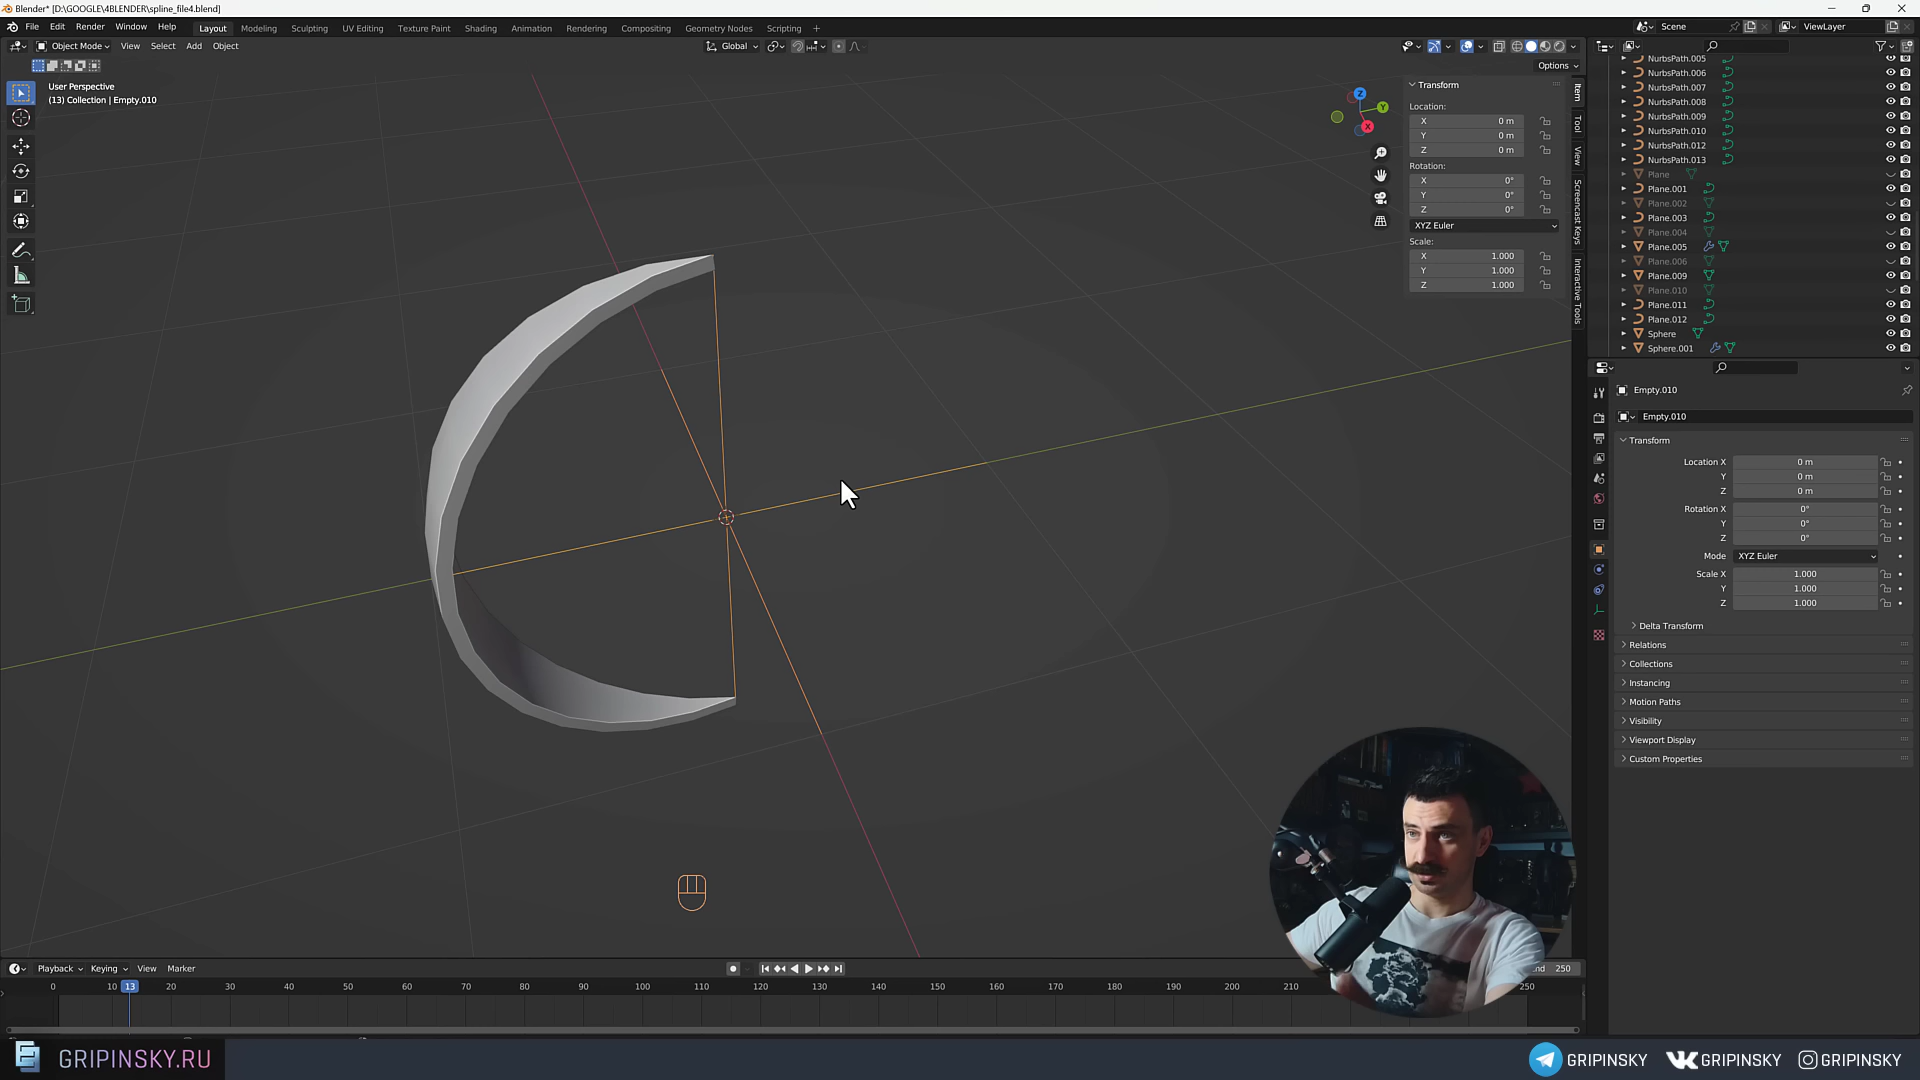 Blender* [D:\GOOGLE\4BLENDER\spline_file4.blend]
File Edit Render Window Help Layout Modeling Sculpting UV Editing Texture Paint Shading Animation Rendering Compositing Geometry Nodes Scripting + Scene ViewLayer
Object Mode View Select Add Object Global
Options
User Perspective
(13) Collection | Empty.010
Transform
Location:
X 0 m
Y 0 m
Z 0 m
Rotation:
X 0°
Y 0°
Z 0°
XYZ Euler
Scale:
X 1.000
Y 1.000
Z 1.000
Item
Tool
View
Screencast Keys
Interactive Tools
Z
Y
X
NurbsPath.005
NurbsPath.006
NurbsPath.007
NurbsPath.008
NurbsPath.009
NurbsPath.010
NurbsPath.012
NurbsPath.013
Plane
Plane.001
Plane.002
Plane.003
Plane.004
Plane.005
Plane.006
Plane.009
Plane.010
Plane.011
Plane.012
Sphere
Sphere.001
Empty.010
Empty.010
Transform
Location X 0 m
Y 0 m
Z 0 m
Rotation X 0°
Y 0°
Z 0°
Mode XYZ Euler
Scale X 1.000
Y 1.000
Z 1.000
Delta Transform
Relations
Collections
Instancing
Motion Paths
Visibility
Viewport Display
Custom Properties
Playback Keying View Marker 250
0 10 13 20 30 40 50 60 70 80 90 100 110 120 130 140 150 160 170 180 190 200 210 250
GRIPINSKY.RU GRIPINSKY GRIPINSKY GRIPINSKY